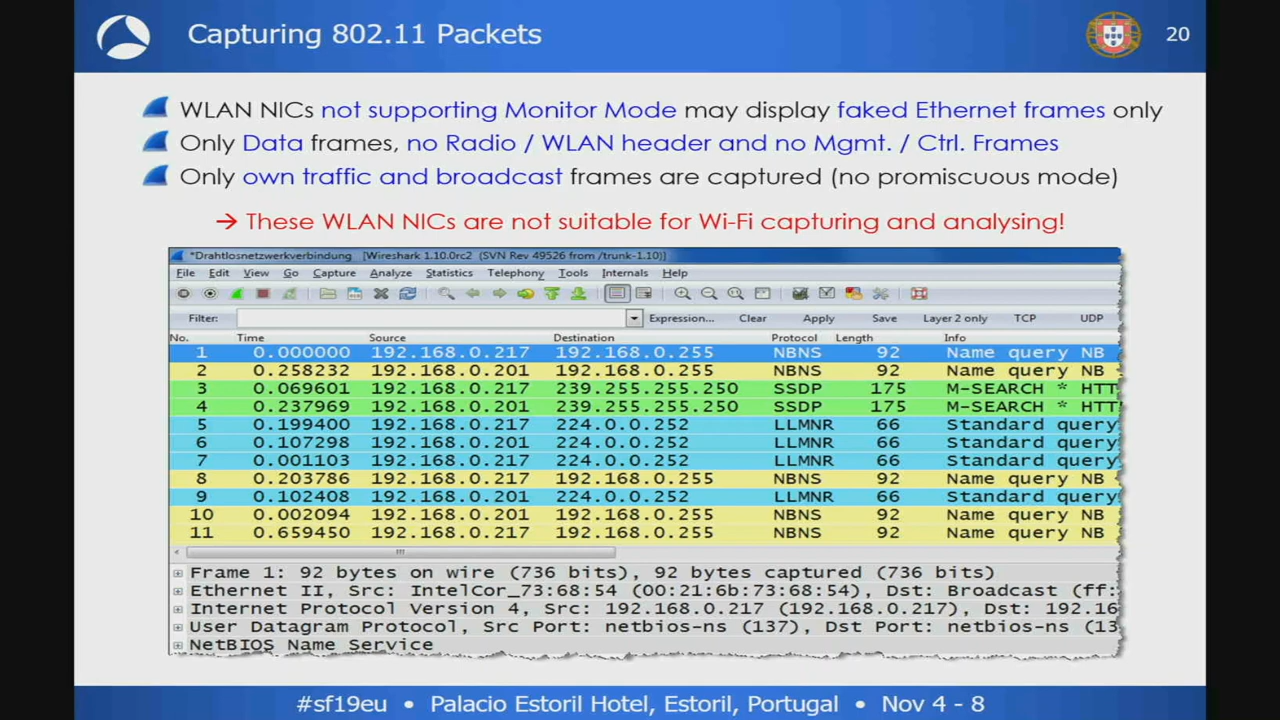 Capturing 802.11 Packets
20
WLAN NICs not supporting Monitor Mode may display faked Ethernet frames only
Only Data frames, no Radio / WLAN header and no Mgmt. / Ctrl. Frames
Only own traffic and broadcast frames are captured (no promiscuous mode)
→ These WLAN NICs are not suitable for Wi-Fi capturing and analysing!
*Drahtlosnetzwerkverbindung [Wireshark 1.10.0rc2 (SVN Rev 49526 from /trunk-1.10)]
File Edit View Go Capture Analyze Statistics Telephony Tools Internals Help
Filter: Expression... Clear Apply Save Layer 2 only TCP UDP
No. Time Source Destination Protocol Length Info
1 0.000000 192.168.0.217 192.168.0.255 NBNS 92 Name query NB
2 0.258232 192.168.0.201 192.168.0.255 NBNS 92 Name query NB
3 0.069601 192.168.0.217 239.255.255.250 SSDP 175 M-SEARCH * HTT
4 0.237969 192.168.0.201 239.255.255.250 SSDP 175 M-SEARCH * HTT
5 0.199400 192.168.0.217 224.0.0.252 LLMNR 66 Standard query
6 0.107298 192.168.0.201 224.0.0.252 LLMNR 66 Standard query
7 0.001103 192.168.0.217 224.0.0.252 LLMNR 66 Standard query
8 0.203786 192.168.0.217 192.168.0.255 NBNS 92 Name query NB
9 0.102408 192.168.0.201 224.0.0.252 LLMNR 66 Standard query
10 0.002094 192.168.0.201 192.168.0.255 NBNS 92 Name query NB
11 0.659450 192.168.0.217 192.168.0.255 NBNS 92 Name query NB
Frame 1: 92 bytes on wire (736 bits), 92 bytes captured (736 bits)
Ethernet II, Src: IntelCor_73:68:54 (00:21:6b:73:68:54), Dst: Broadcast (ff:
Internet Protocol Version 4, Src: 192.168.0.217 (192.168.0.217), Dst: 192.16
User Datagram Protocol, Src Port: netbios-ns (137), Dst Port: netbios-ns (13
NetBIOS Name Service
#sf19eu • Palacio Estoril Hotel, Estoril, Portugal • Nov 4 - 8